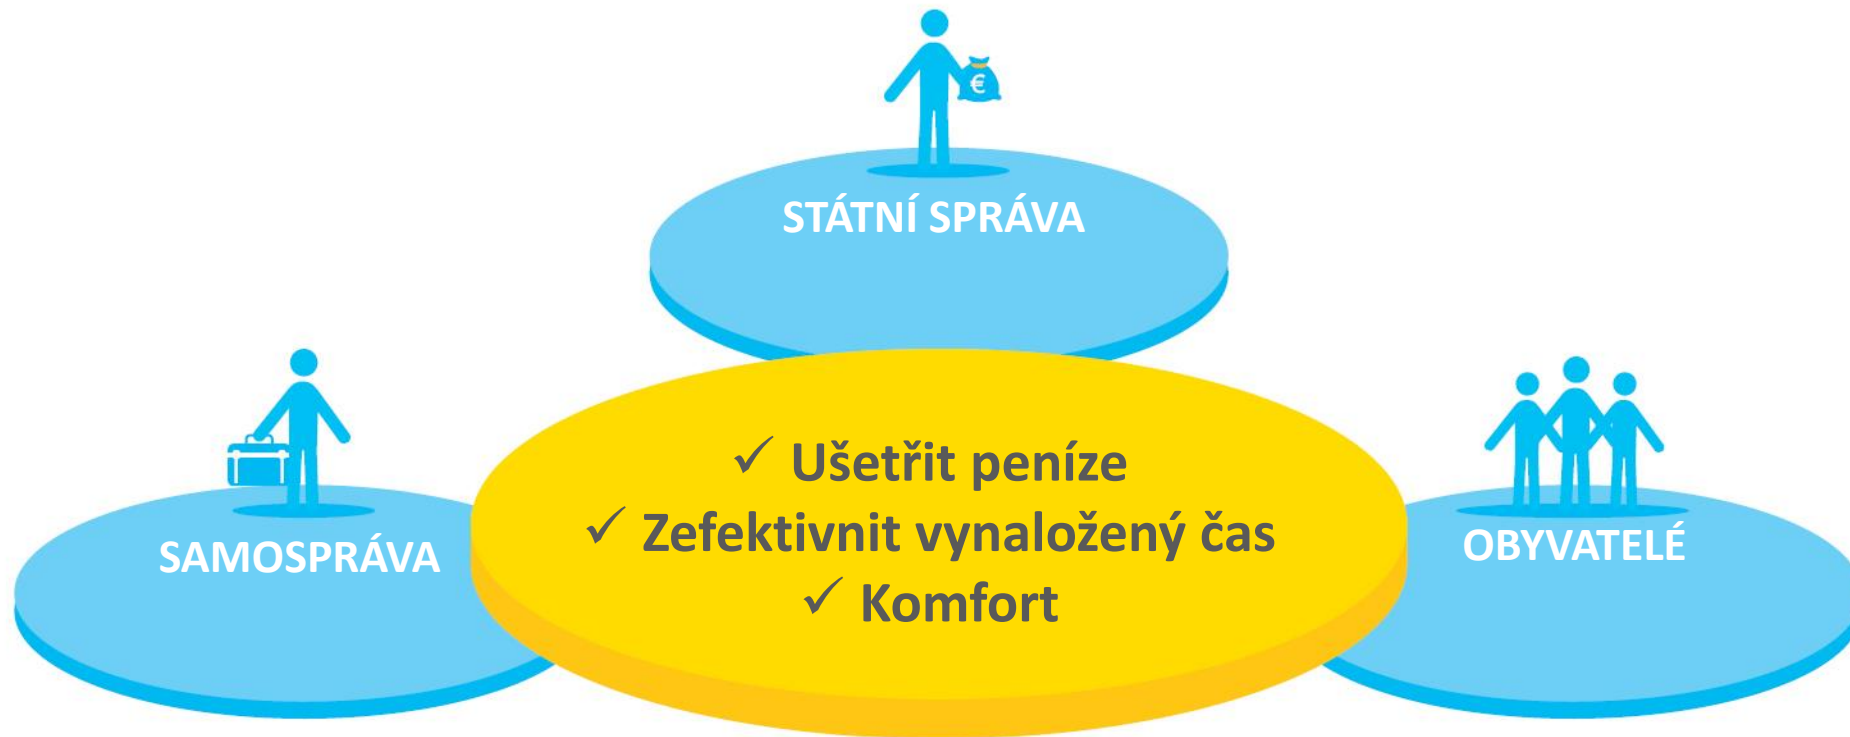 €
STÁTNÍ SPRÁVA
✓ Ušetřit peníze
✓ Zefektivnit vynaložený čas
✓ Komfort
SAMOSPRÁVA
OBYVATELÉ